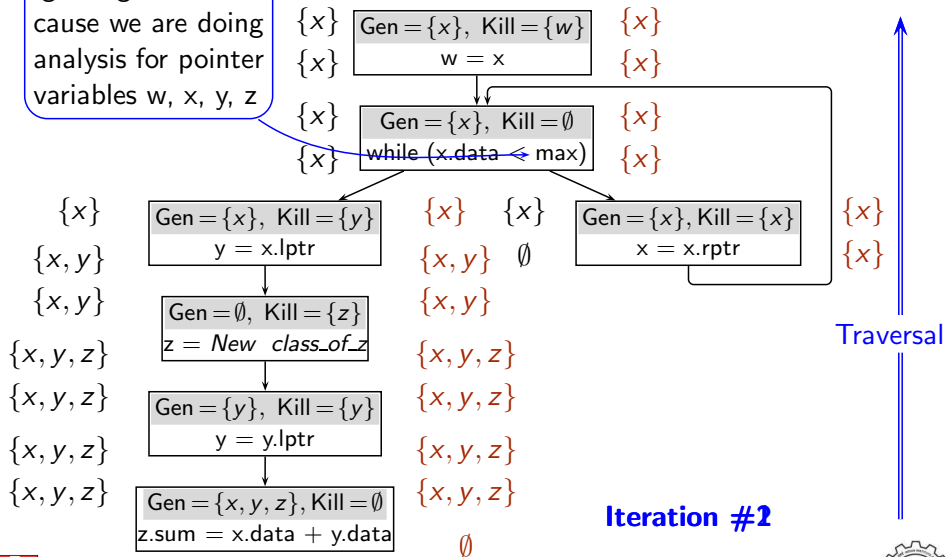 cause we are doing
analysis for pointer
variables w, x, y, z
{x} Gen = {x}, Kill = {w} {x}
{x} w = x {x}
{x} Gen = {x}, Kill = ∅ {x}
{x} while (x.data < max) {x}
{x} Gen = {x}, Kill = {y} {x} {x} Gen = {x}, Kill = {x} {x}
{x, y} y = x.lptr {x, y} ∅ x = x.rptr {x}
{x, y} Gen = ∅, Kill = {z} {x, y}
{x, y, z} z = New class_of_z {x, y, z}
Traversal
{x, y, z} Gen = {y}, Kill = {y} {x, y, z}
{x, y, z} y = y.lptr {x, y, z}
{x, y, z} Gen = {x, y, z}, Kill = ∅ {x, y, z}
z.sum = x.data + y.data ∅
Iteration #